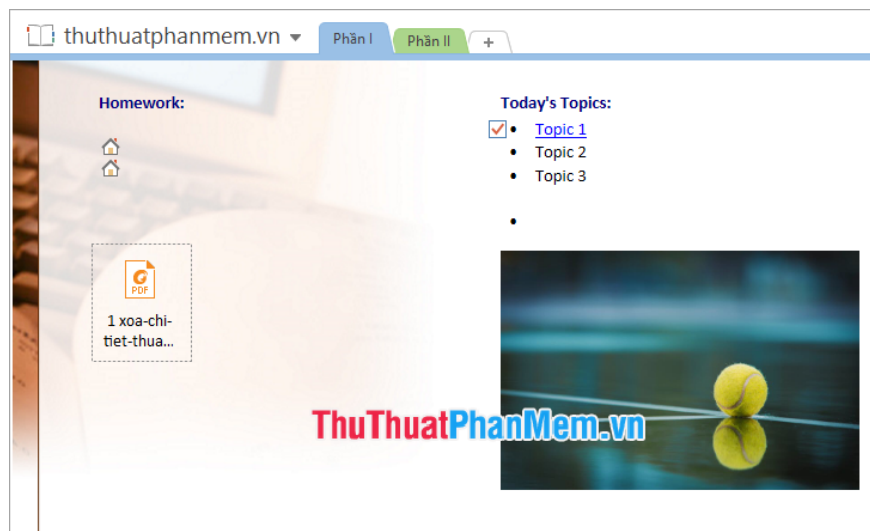 thuthuatphanmem.vn
Phần I
Phần II
+
Homework:
Today's Topics:
• Topic 1
• Topic 2
• Topic 3
•
PDF
1 xoa-chi-
tiet-thua...
ThuThuatPhanMem.vn